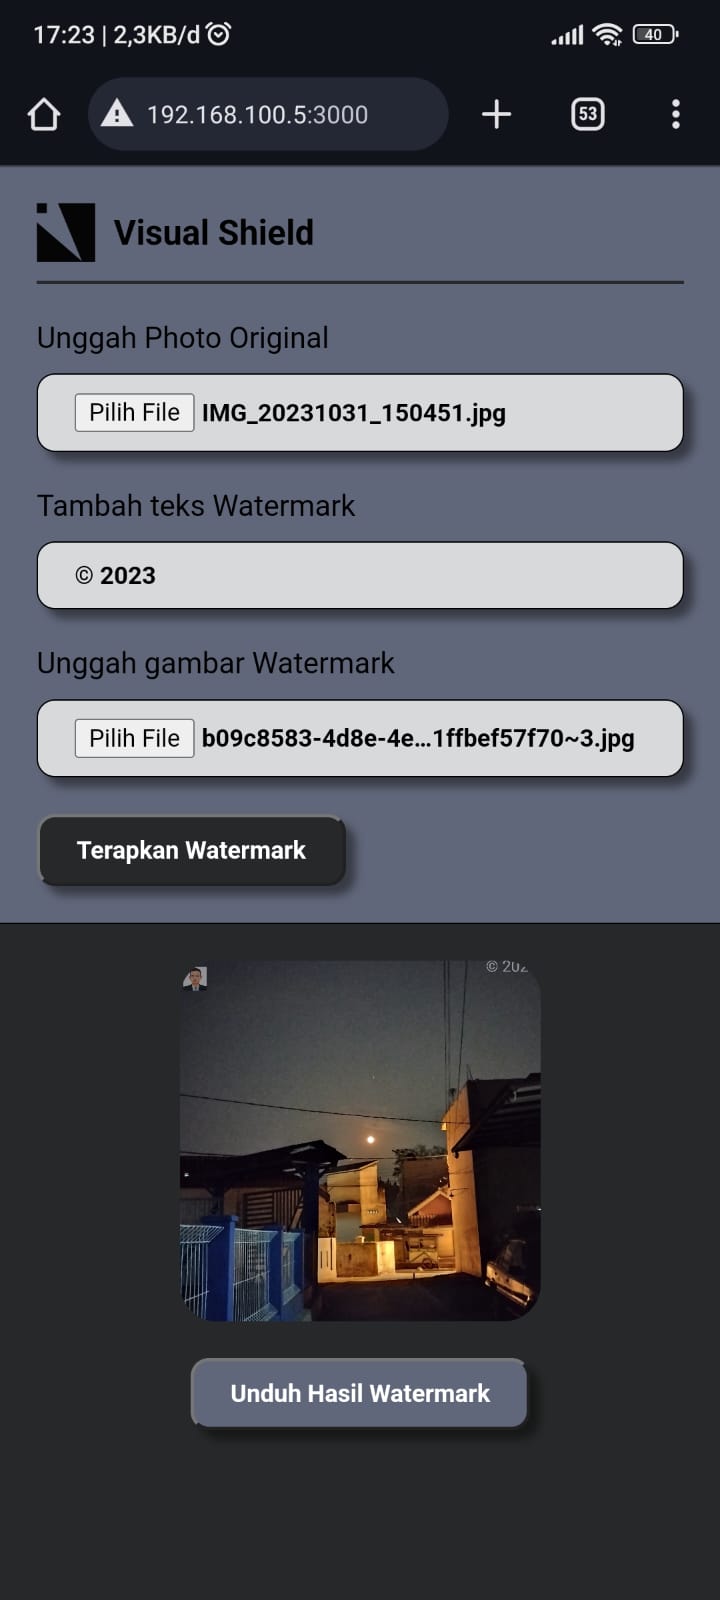 17:23 | 2,3KB/d
40
192.168.100.5:3000
53
Visual Shield
Unggah Photo Original
Pilih File IMG_20231031_150451.jpg
Tambah teks Watermark
© 2023
Unggah gambar Watermark
Pilih File b09c8583-4d8e-4e...1ffbef57f70~3.jpg
Terapkan Watermark
© 202
Unduh Hasil Watermark